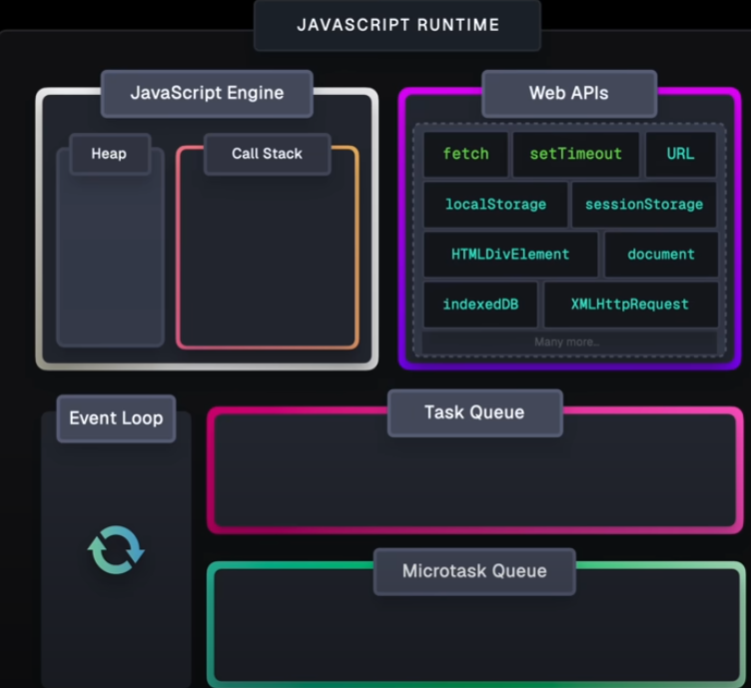 JAVASCRIPT RUNTIME
JavaScript Engine
Heap
Call Stack
Web APIs
fetch
setTimeout
URL
localStorage
sessionStorage
HTMLDivElement
document
indexedDB
XMLHttpRequest
Many more..
Event Loop
Task Queue
Microtask Queue